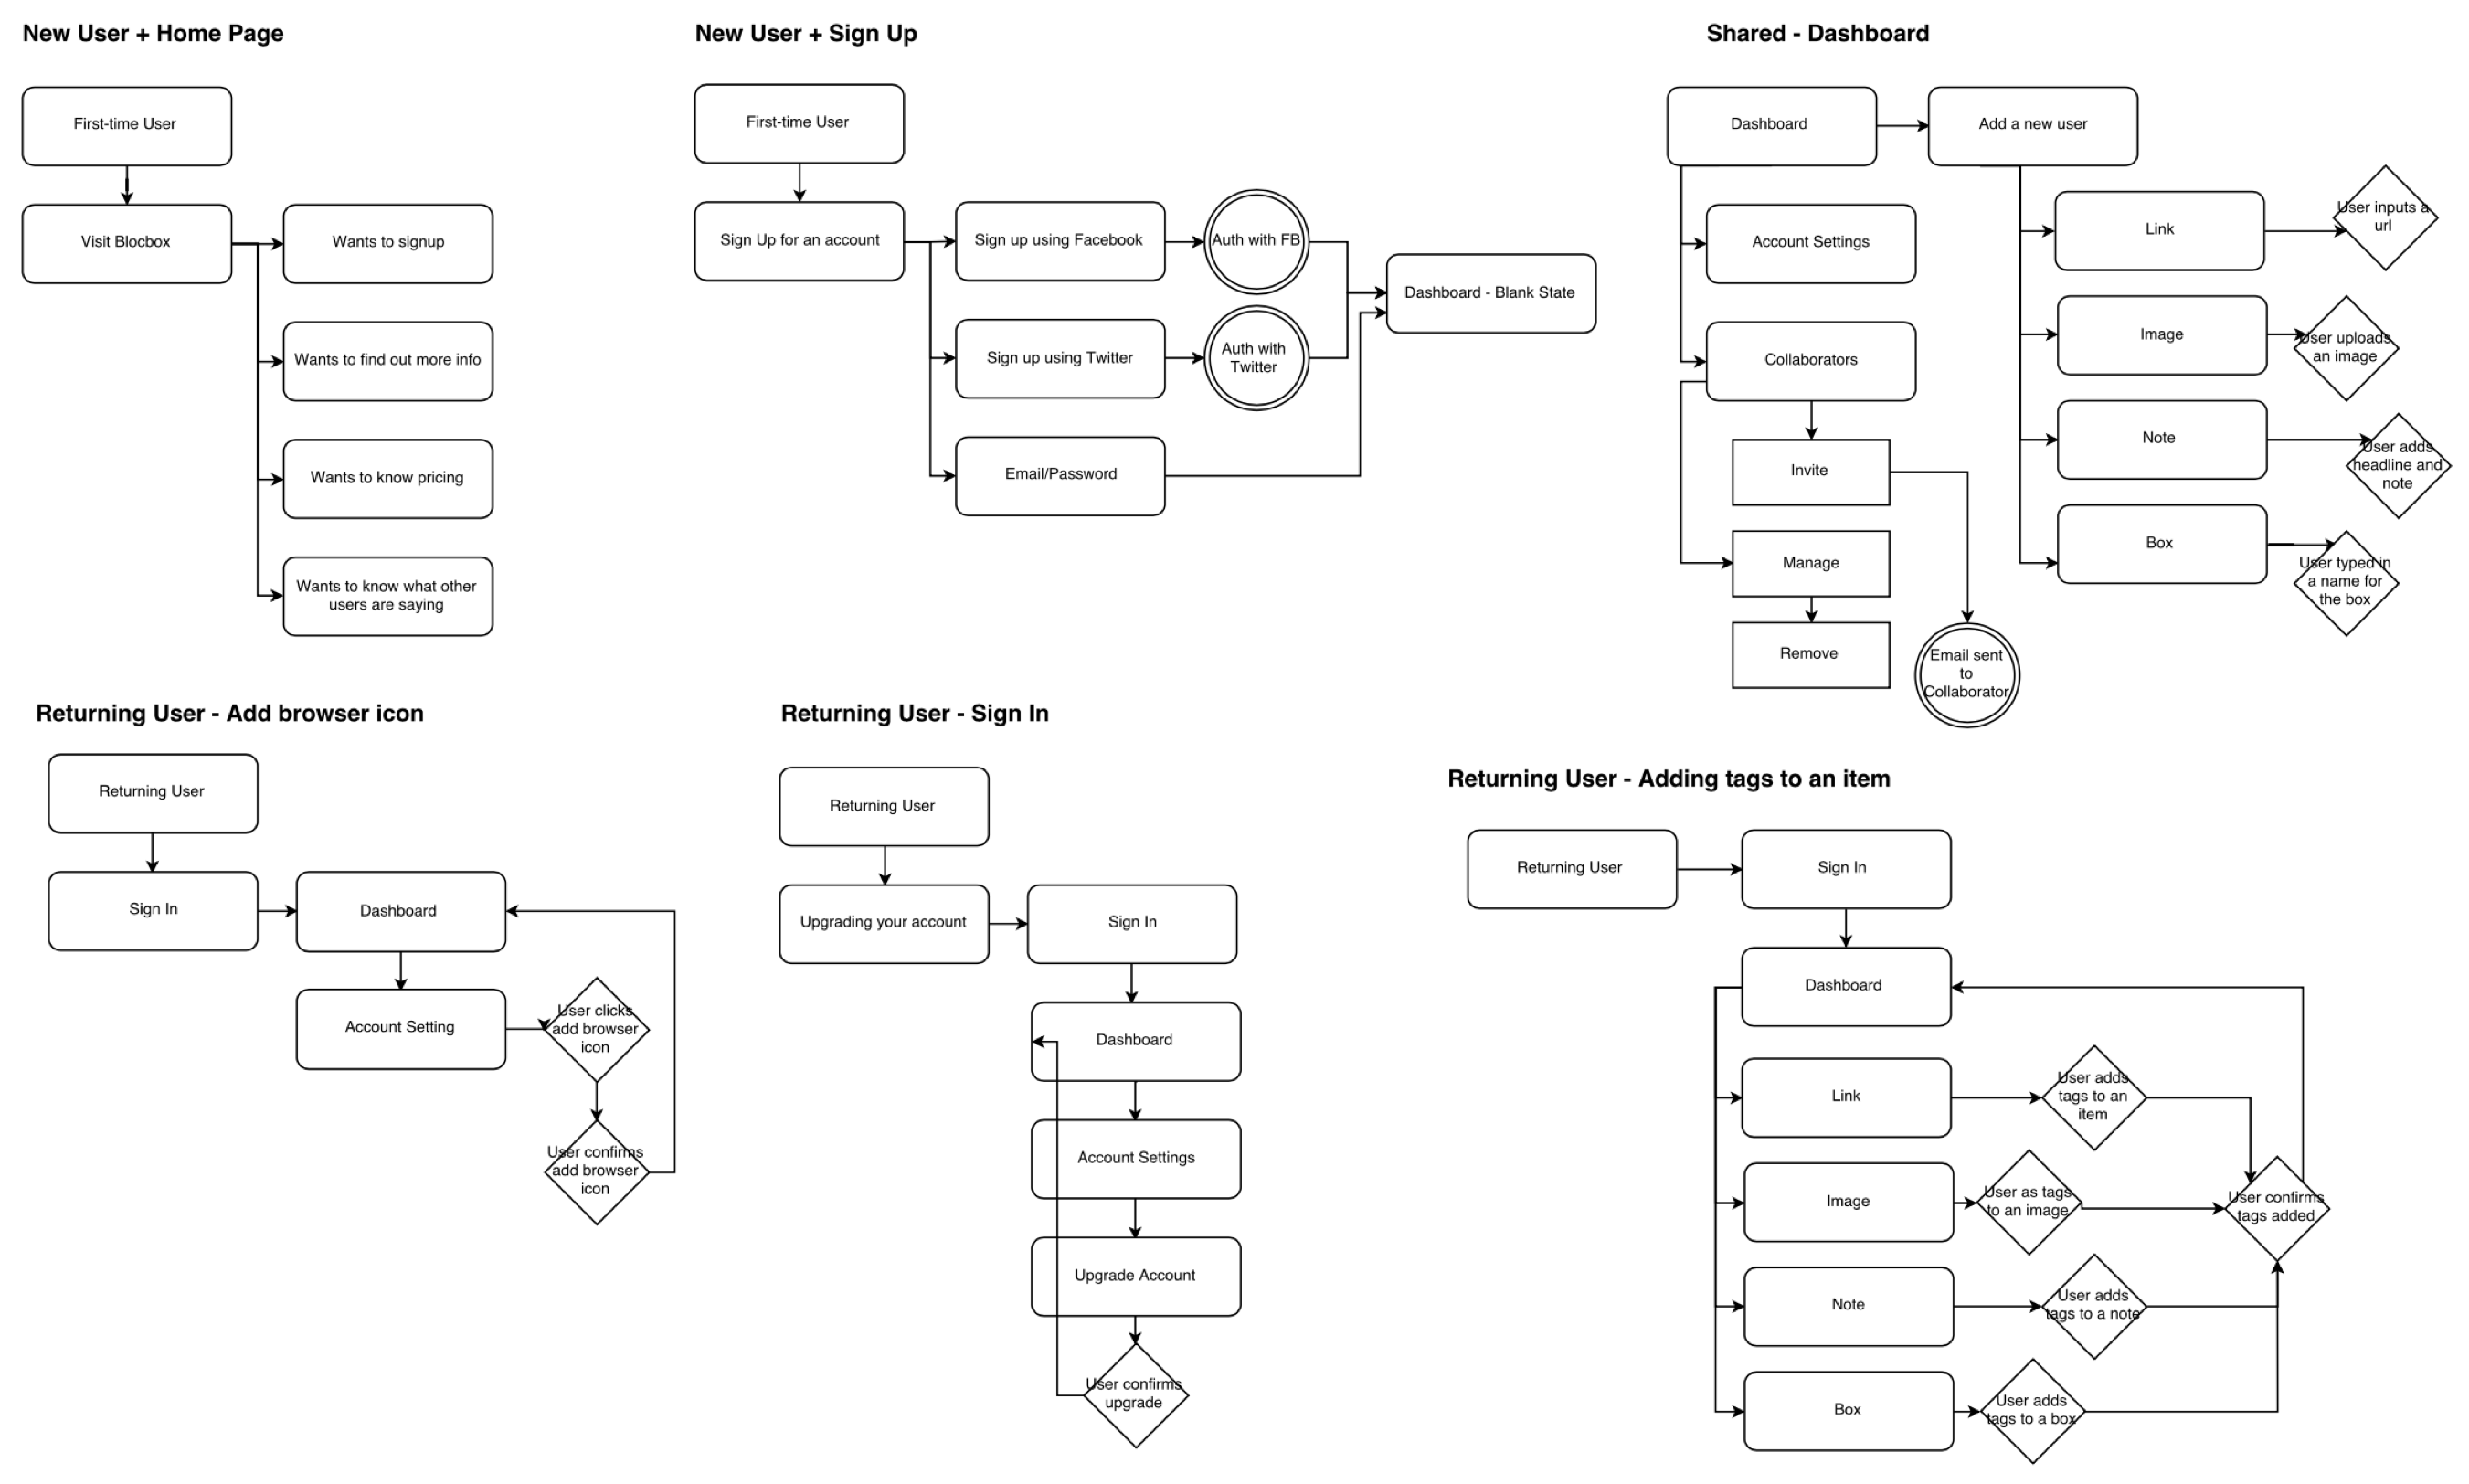 New User + Home Page
First-time User
Visit Blocbox
Wants to signup
Wants to find out more info
Wants to know pricing
Wants to know what other
users are saying
New User + Sign Up
First-time User
Sign Up for an account
Sign up using Facebook
Auth with FB
Sign up using Twitter
Auth with
Twitter
Email/Password
Dashboard - Blank State
Shared - Dashboard
Dashboard
Add a new user
Account Settings
Collaborators
Invite
Manage
Remove
Email sent
to
Collaborator
Link
User inputs a
url
Image
User uploads
an image
Note
User adds
headline and
note
Box
User typed in
a name for
the box
Returning User - Add browser icon
Returning User
Sign In
Dashboard
Account Setting
User clicks
add browser
icon
User confirms
add browser
icon
Returning User - Sign In
Returning User
Upgrading your account
Sign In
Dashboard
Account Settings
Upgrade Account
User confirms
upgrade
Returning User - Adding tags to an item
Returning User
Sign In
Dashboard
Link
User adds
tags to an
item
Image
User as tags
to an image
User confirms
tags added
Note
User adds
tags to a note
Box
User adds
tags to a box